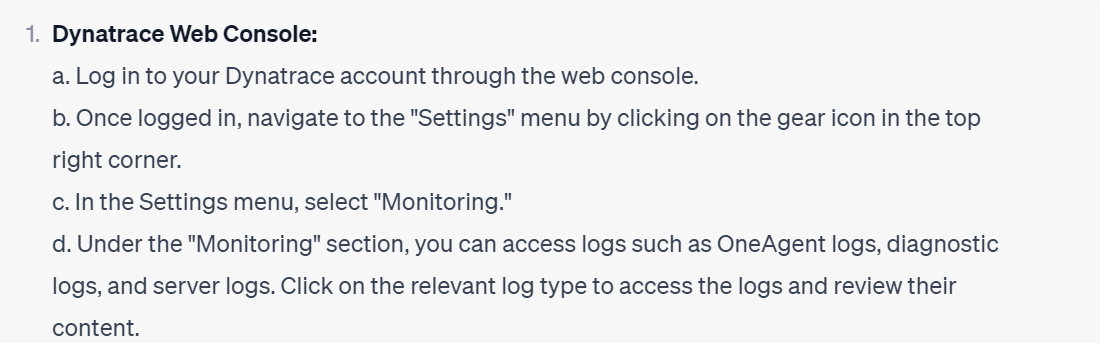 1. Dynatrace Web Console:
a. Log in to your Dynatrace account through the web console.
b. Once logged in, navigate to the "Settings" menu by clicking on the gear icon in the top
right corner.
c. In the Settings menu, select "Monitoring."
d. Under the "Monitoring" section, you can access logs such as OneAgent logs, diagnostic
logs, and server logs. Click on the relevant log type to access the logs and review their
content.